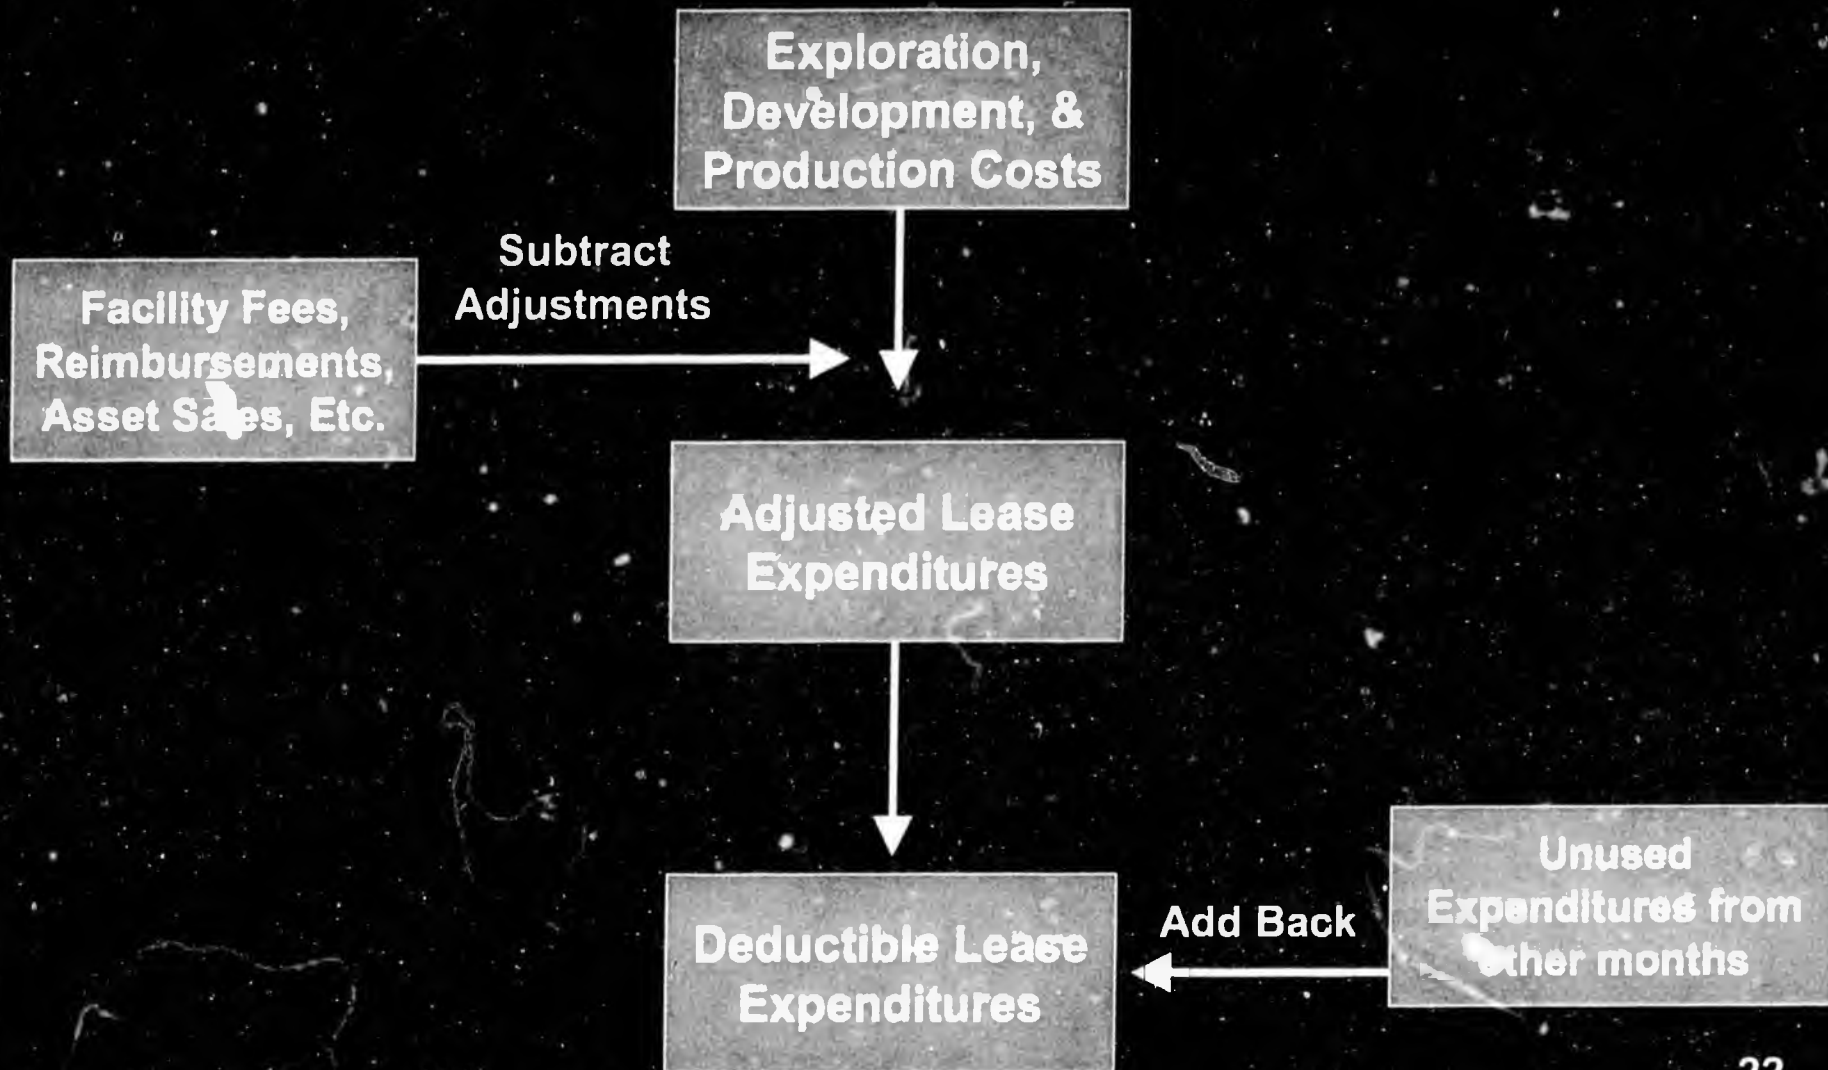 Exploration,
Development, &
Production Costs
Subtract
Adjustments
Facility Fees,
Reimbursements,
Asset Sales, Etc.
Adjusted Lease
Expenditures
Unused
Expenditures from
other months
Add Back
Deductible Lease
Expenditures